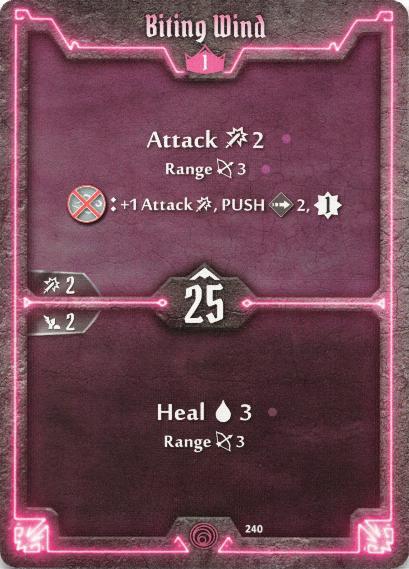 Biting Wind
1
Attack 2
Range 3
: +1 Attack, PUSH 2, 1
2
25
2
Heal 3
Range 3
240